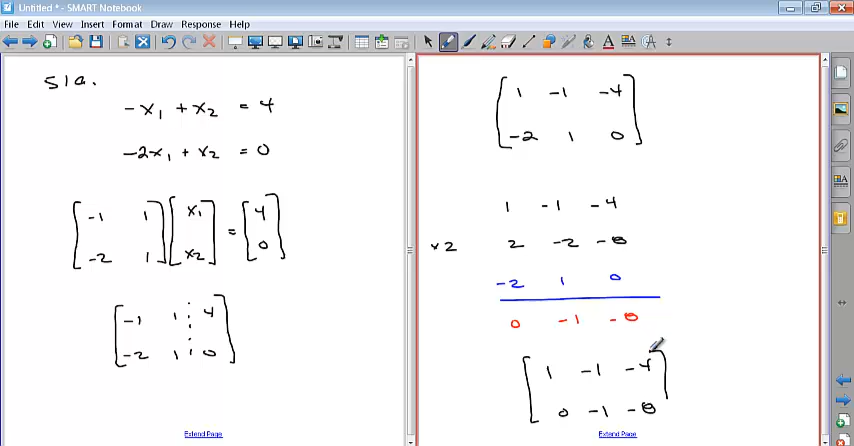 Untitled * - SMART Notebook
File Edit View Insert Format Draw Response Help
51a.
-x₁ + x₂ = 4
-2x₁ + x₂ = 0
[-1 1] [x₁] = [4]
[-2 1] [x₂] = [0]
[-1 1 ⋮ 4]
[-2 1 ⋮ 0]
Extend Page
[1 -1 -4]
[-2 1 0]
1 -1 -4
x2 2 -2 -8
-2 1 0
0 -1 -8
[1 -1 -4]
[0 -1 -8]
Extend Page